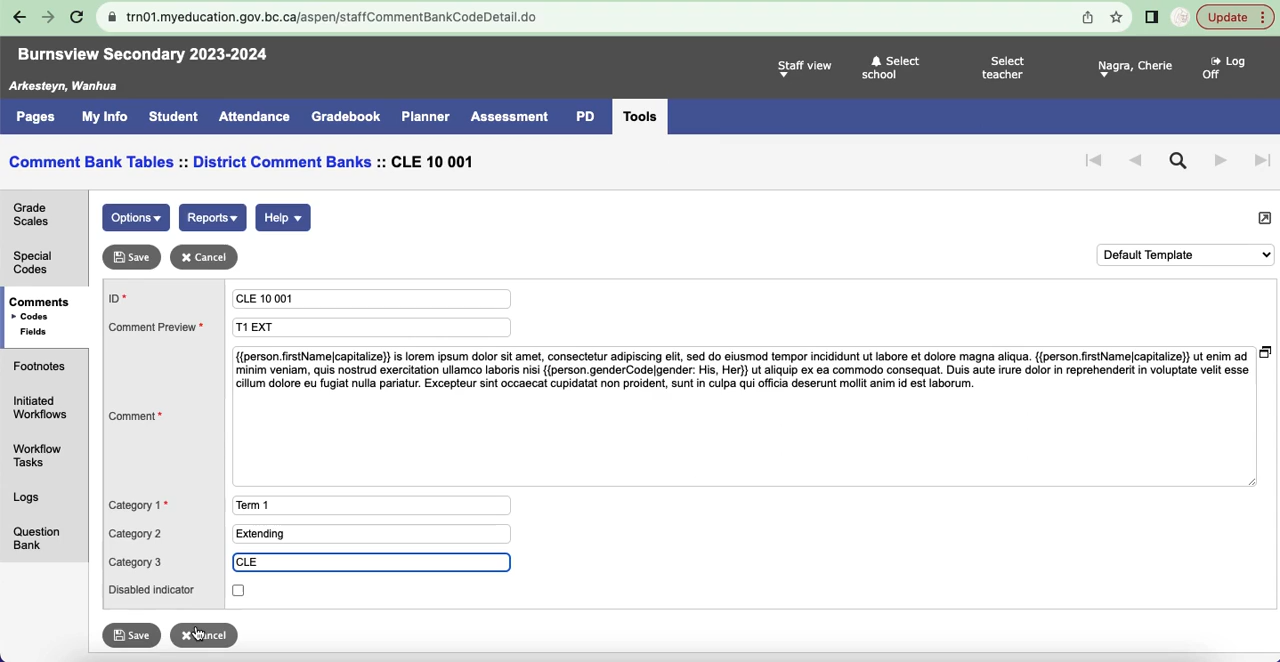 trn01.myeducation.gov.bc.ca/aspen/staffCommentBankCodeDetail.do
Update
Burnsview Secondary 2023-2024
Arkesteyn, Wanhua
Staff view
Select school
Select teacher
Nagra, Cherie
Log Off
Pages My Info Student Attendance Gradebook Planner Assessment PD Tools
Comment Bank Tables :: District Comment Banks :: CLE 10 001
Grade Scales
Special Codes
Comments
Codes
Fields
Footnotes
Initiated Workflows
Workflow Tasks
Logs
Question Bank
Options Reports Help
Save Cancel
Default Template
ID * CLE 10 001
Comment Preview * T1 EXT
Comment *
{{person.firstName|capitalize}} is lorem ipsum dolor sit amet, consectetur adipiscing elit, sed do eiusmod tempor incididunt ut labore et dolore magna aliqua. {{person.firstName|capitalize}} ut enim ad
minim veniam, quis nostrud exercitation ullamco laboris nisi {{person.genderCode|gender: His, Her}} ut aliquip ex ea commodo consequat. Duis aute irure dolor in reprehenderit in voluptate velit esse
cillum dolore eu fugiat nulla pariatur. Excepteur sint occaecat cupidatat non proident, sunt in culpa qui officia deserunt mollit anim id est laborum.
Category 1 * Term 1
Category 2 Extending
Category 3 CLE
Disabled indicator
Save Cancel